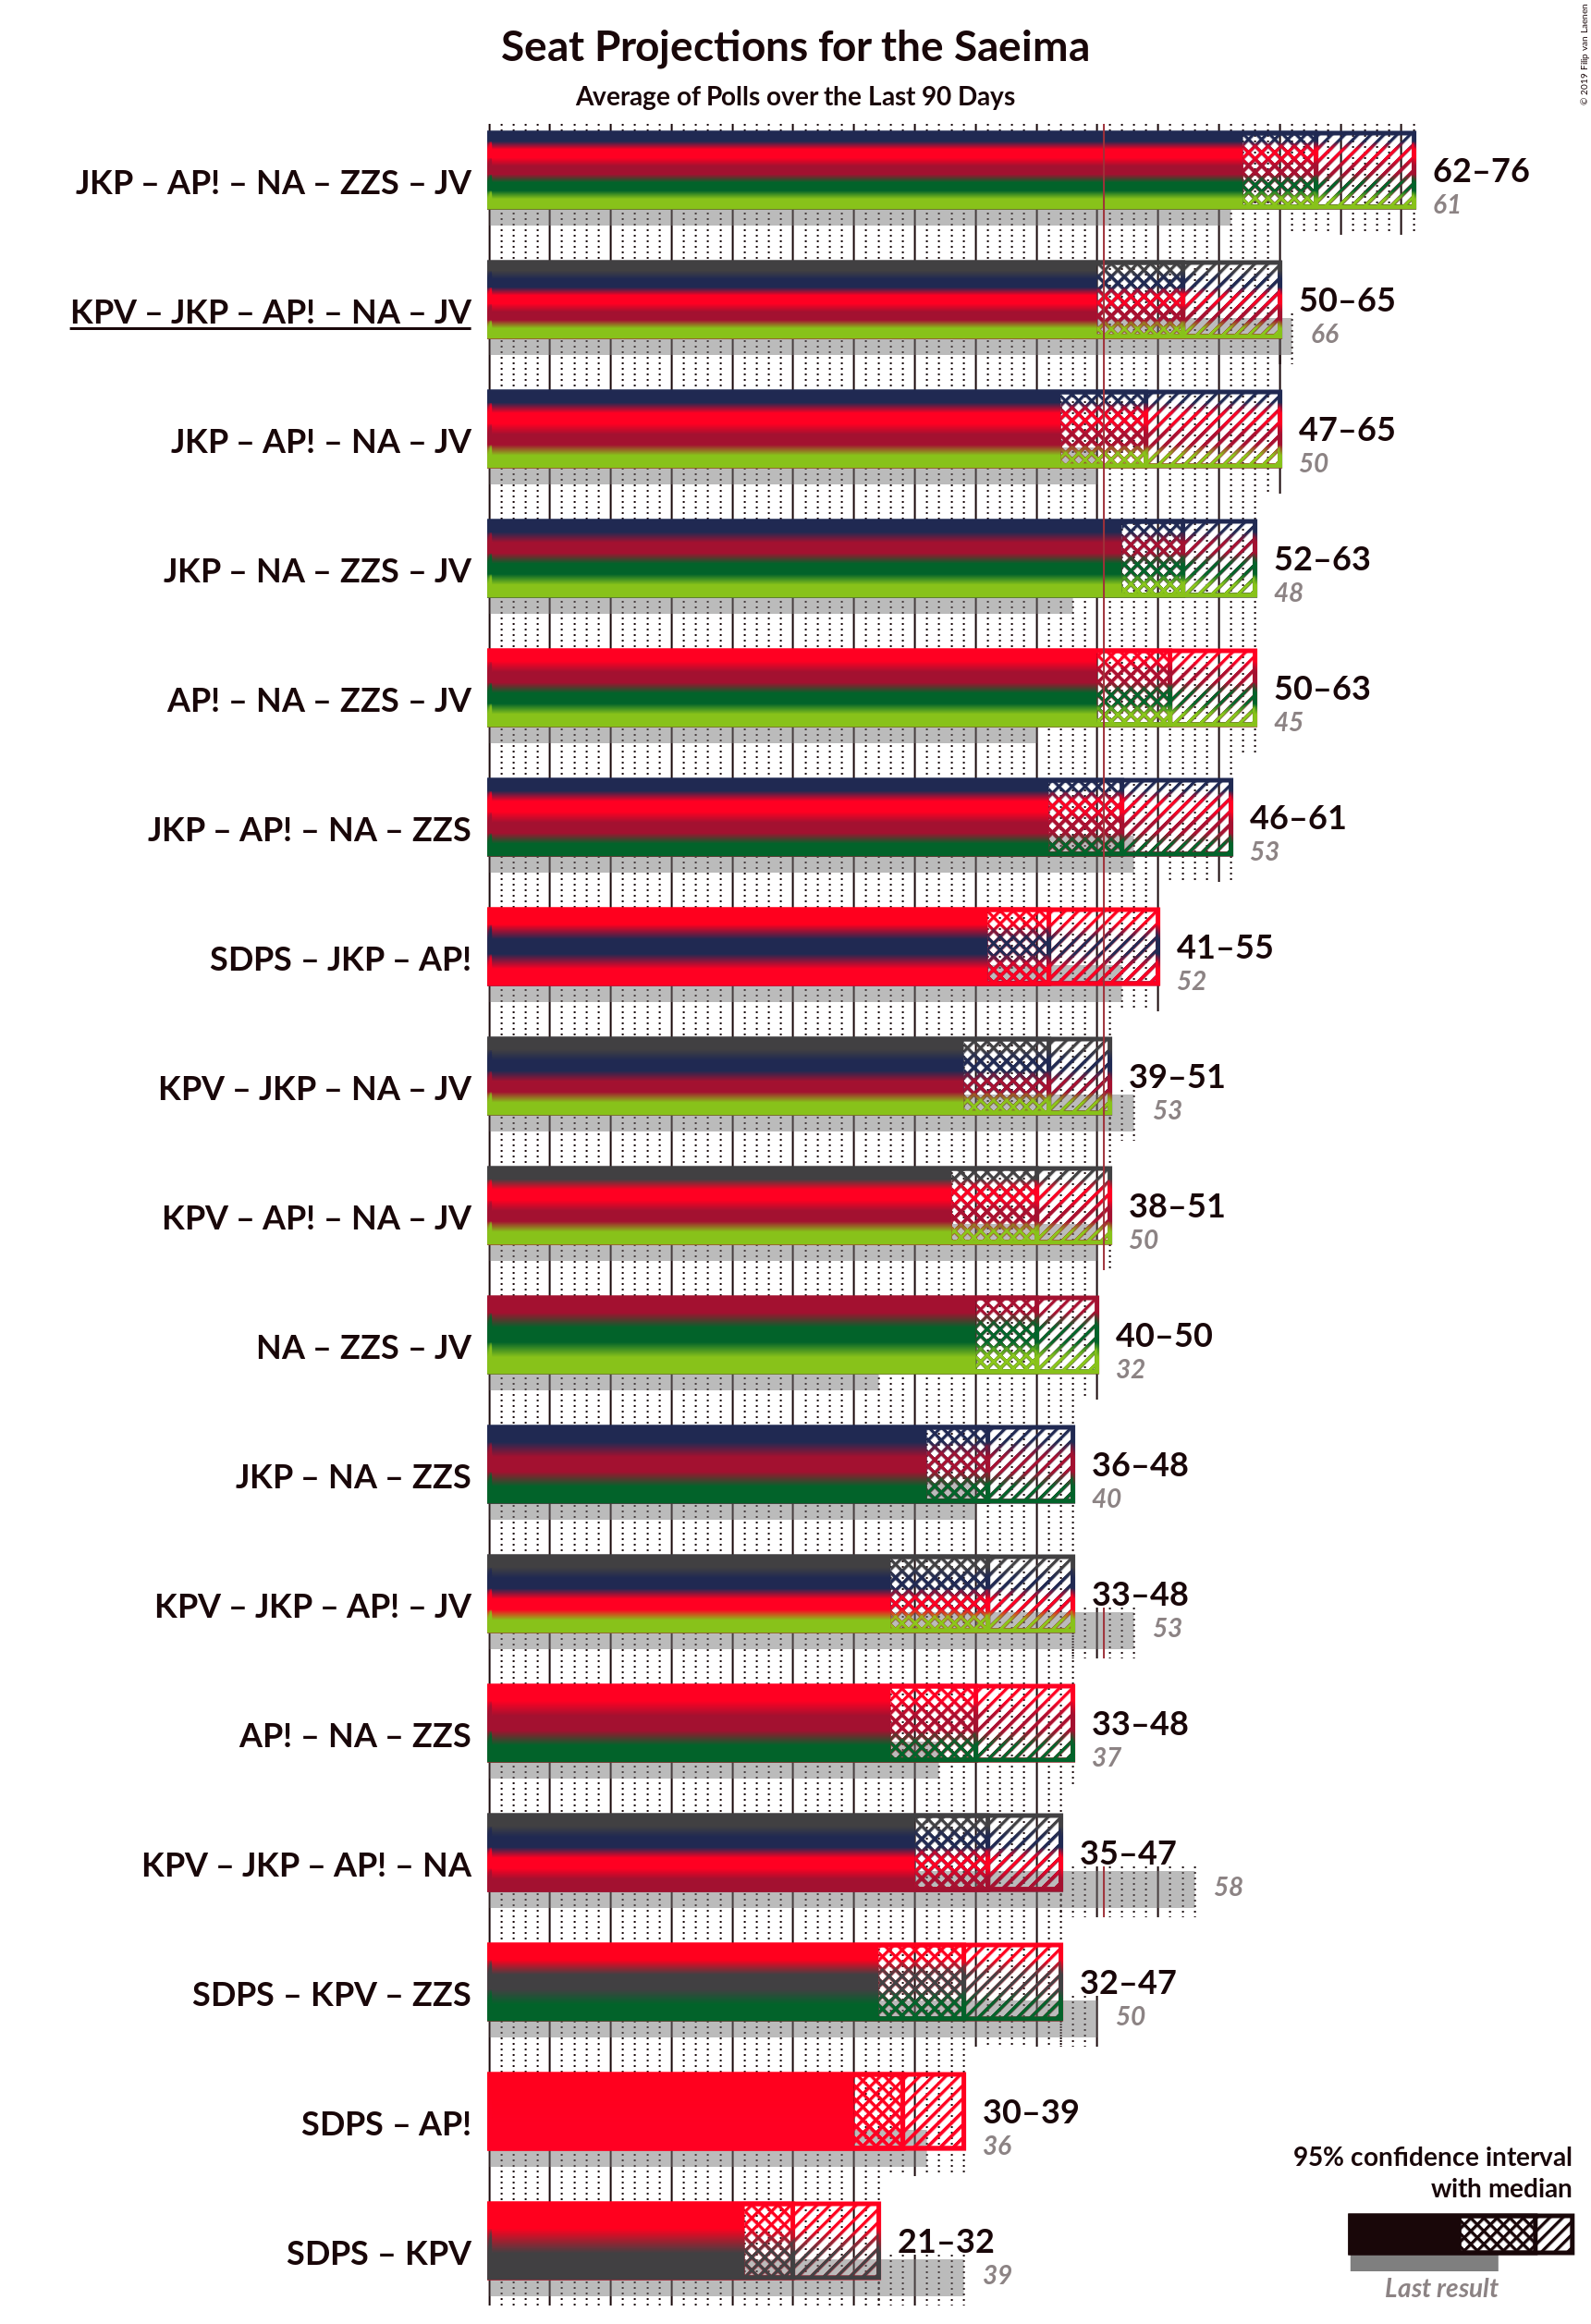 Seat Projections for the Saeima
Average of Polls over the Last 90 Days
© 2019 Filip van Laenen
JKP – AP! – NA – ZZS – JV
62–76
61
KPV – JKP – AP! – NA – JV
50–65
66
JKP – AP! – NA – JV
47–65
50
JKP – NA – ZZS – JV
52–63
48
AP! – NA – ZZS – JV
50–63
45
JKP – AP! – NA – ZZS
46–61
53
SDPS – JKP – AP!
41–55
52
KPV – JKP – NA – JV
39–51
53
KPV – AP! – NA – JV
38–51
50
NA – ZZS – JV
40–50
32
JKP – NA – ZZS
36–48
40
KPV – JKP – AP! – JV
33–48
53
AP! – NA – ZZS
33–48
37
KPV – JKP – AP! – NA
35–47
58
SDPS – KPV – ZZS
32–47
50
SDPS – AP!
30–39
36
SDPS – KPV
21–32
39
95% confidence interval
with median
Last result